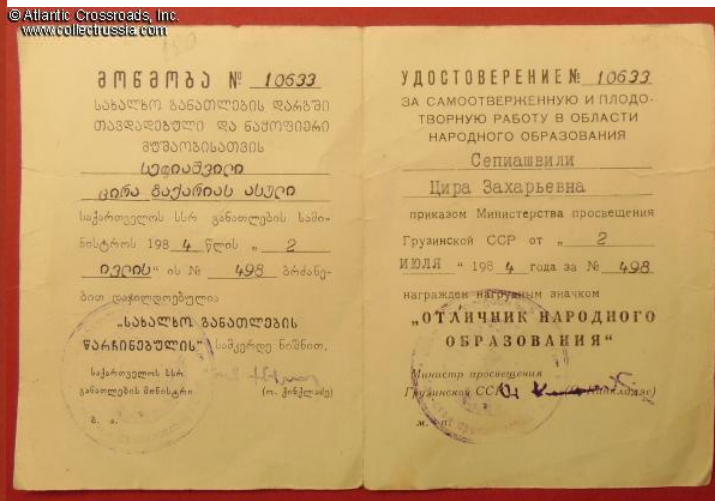 © Atlantic Crossroads, Inc.
www.collectrussia.com
მოწმობა № 10633
სახალხო განათლების დარგში
თავდადებული და ნაყოფიერი
მუშაობისათვის
სეფიაშვილი
ცირა ზაქარიას ასული
საქართველოს სსრ განათლების სამი-
ნისტროს 1984 წლის „ 2
ივლის“ ის № 498 ბრძანე-
ბით დაჯილდოებულია
„სახალხო განათლების
წარჩინებულის“ სამკერდე ნიშნით.
საქართველოს სსრ
განათლების მინისტრი (ო. ქინქლაძე)
ბ. ა.
УДОСТОВЕРЕНИЕ № 10633
ЗА САМООТВЕРЖЕННУЮ И ПЛОДО-
ТВОРНУЮ РАБОТУ В ОБЛАСТИ
НАРОДНОГО ОБРАЗОВАНИЯ
Сепиашвили
Цира Захарьевна
приказом Министерства просвещения
Грузинской ССР от „ 2
ИЮЛЯ “ 1984 года за № 498
награжден нагрудным значком
„ОТЛИЧНИК НАРОДНОГО
ОБРАЗОВАНИЯ“
Министр просвещения
Грузинской ССР
м. п.